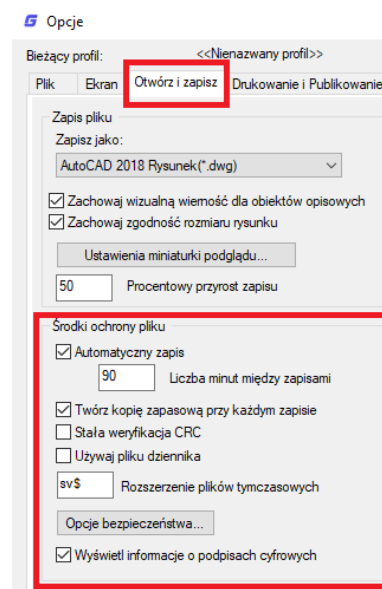 Opcje
Bieżący profil: <<Nienazwany profil>>
Plik Ekran Otwórz i zapisz Drukowanie i Publikowanie
Zapis pliku
Zapisz jako:
AutoCAD 2018 Rysunek(*.dwg)
Zachowaj wizualną wierność dla obiektów opisowych
Zachowaj zgodność rozmiaru rysunku
Ustawienia miniaturki podglądu...
50 Procentowy przyrost zapisu
Środki ochrony pliku
Automatyczny zapis
90 Liczba minut między zapisami
Twórz kopię zapasową przy każdym zapisie
Stała weryfikacja CRC
Używaj pliku dziennika
sv$ Rozszerzenie plików tymczasowych
Opcje bezpieczeństwa...
Wyświetl informacje o podpisach cyfrowych